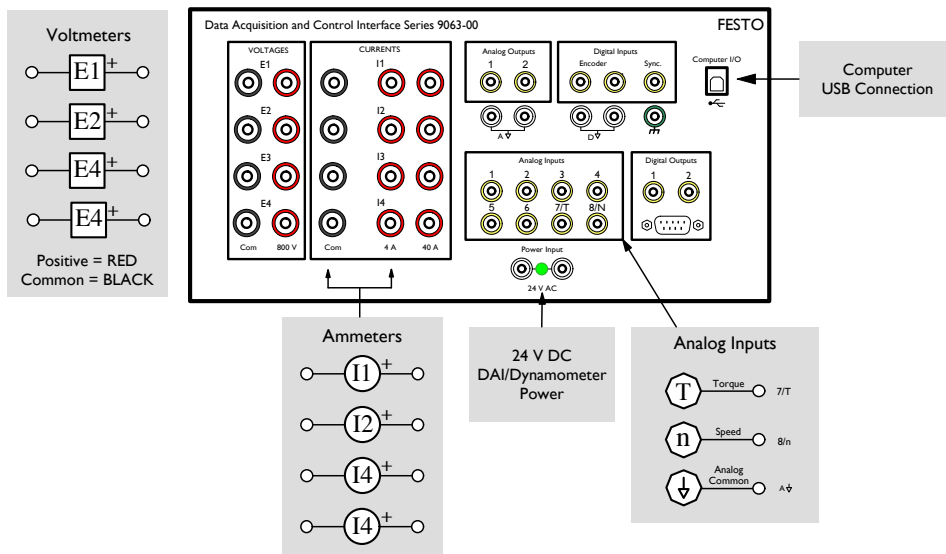 Voltmeters
E1 +
E2 +
E4 +
E4 +
Positive = RED
Common = BLACK
Data Acquisition and Control Interface Series 9063-00
FESTO
VOLTAGES
E1
E2
E3
E4
Com 800 V
CURRENTS
I1
I2
I3
I4
Com 4 A 40 A
Analog Outputs
1 2
A
Digital Inputs
Encoder Sync.
D
Computer I/O
Analog Inputs
1 2 3 4
5 6 7/T 8/N
Digital Outputs
1 2
Power Input
24 V AC
Computer
USB Connection
Ammeters
I1 +
I2 +
I4 +
I4 +
24 V DC
DAI/Dynamometer
Power
Analog Inputs
T Torque 7/T
n Speed 8/n
Analog
Common A